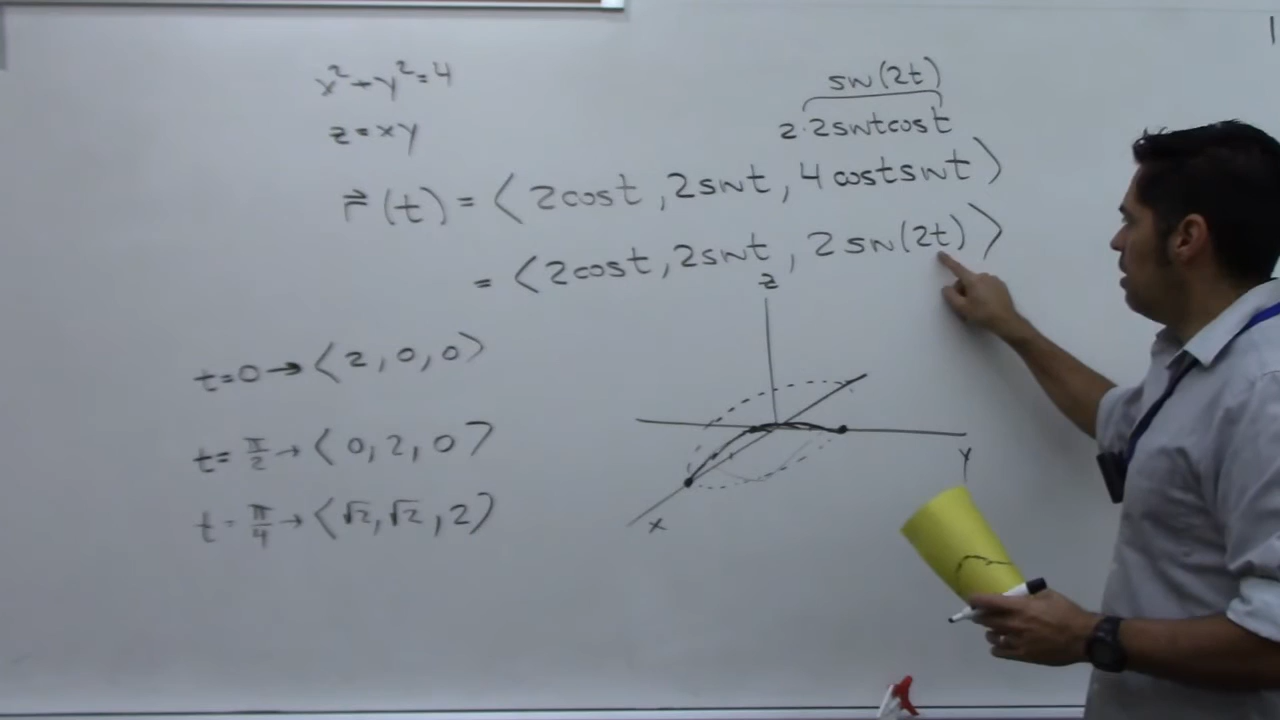 x²+y²=4
z=xy
sin(2t)
2·2sintcost
r⃗(t) = ⟨2cost, 2sint, 4costsint⟩
= ⟨2cost, 2sint, 2sin(2t)⟩
z
t=0→⟨2, 0, 0⟩
t=π/2→⟨0, 2, 0⟩
t=π/4→⟨√2, √2, 2⟩
Y
X